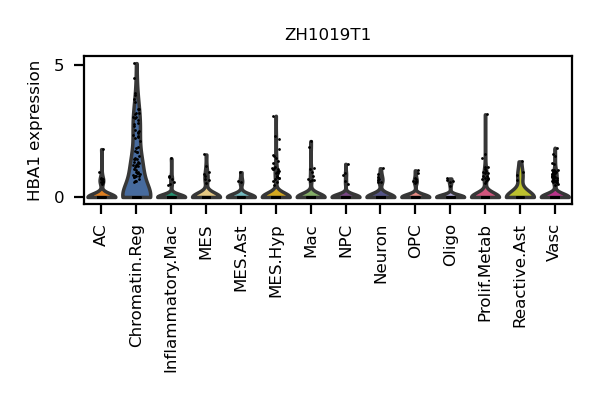 ZH1019T1
HBA1 expression
5
0
AC
Chromatin.Reg
Inflammatory.Mac
MES
MES.Ast
MES.Hyp
Mac
NPC
Neuron
OPC
Oligo
Prolif.Metab
Reactive.Ast
Vasc